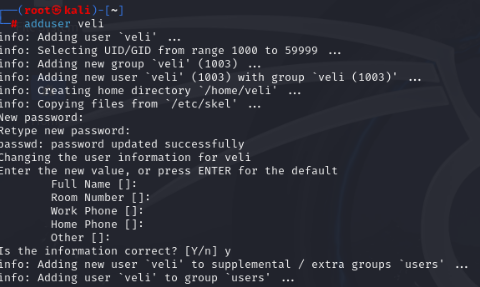 ┌──(root㉿kali)-[~]
└─# adduser veli
info: Adding user `veli' ...
info: Selecting UID/GID from range 1000 to 59999 ...
info: Adding new group `veli' (1003) ...
info: Adding new user `veli' (1003) with group `veli (1003)' ...
info: Creating home directory `/home/veli' ...
info: Copying files from `/etc/skel' ...
New password:
Retype new password:
passwd: password updated successfully
Changing the user information for veli
Enter the new value, or press ENTER for the default
        Full Name []:
        Room Number []:
        Work Phone []:
        Home Phone []:
        Other []:
Is the information correct? [Y/n] y
info: Adding new user `veli' to supplemental / extra groups `users' ...
info: Adding user `veli' to group `users' ...